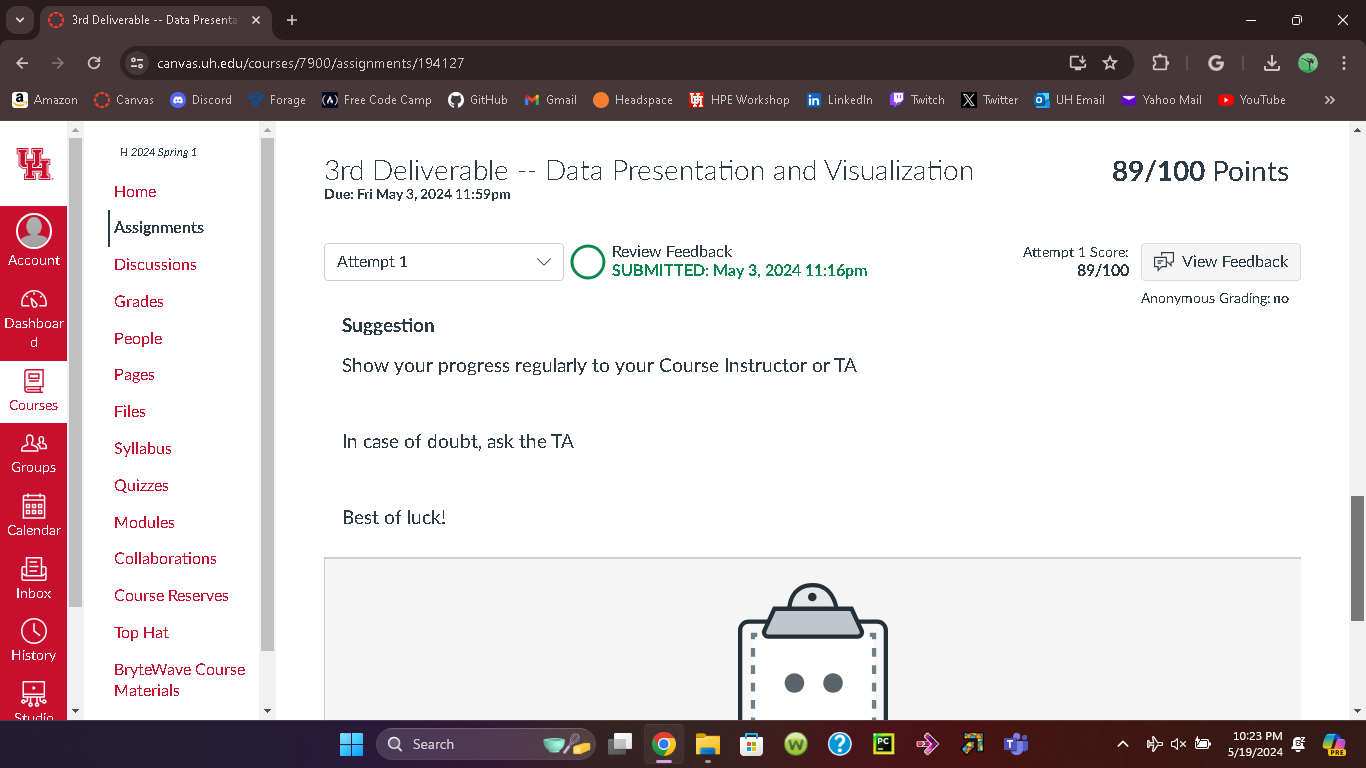 3rd Deliverable -- Data Presenta
canvas.uh.edu/courses/7900/assignments/194127
Amazon
Canvas
Discord
Forage
Free Code Camp
GitHub
Gmail
Headspace
HPE Workshop
LinkedIn
Twitch
Twitter
UH Email
Yahoo Mail
YouTube
Account
Dashboar
d
Courses
Groups
Calendar
Inbox
History
Studio
H 2024 Spring 1
Home
Assignments
Discussions
Grades
People
Pages
Files
Syllabus
Quizzes
Modules
Collaborations
Course Reserves
Top Hat
BryteWave Course
Materials
3rd Deliverable -- Data Presentation and Visualization
89/100 Points
Due: Fri May 3, 2024 11:59pm
Attempt 1
Review Feedback
SUBMITTED: May 3, 2024 11:16pm
Attempt 1 Score:
89/100
View Feedback
Anonymous Grading: no
Suggestion
Show your progress regularly to your Course Instructor or TA
In case of doubt, ask the TA
Best of luck!
Search
PC
10:23 PM
5/19/2024
PRE